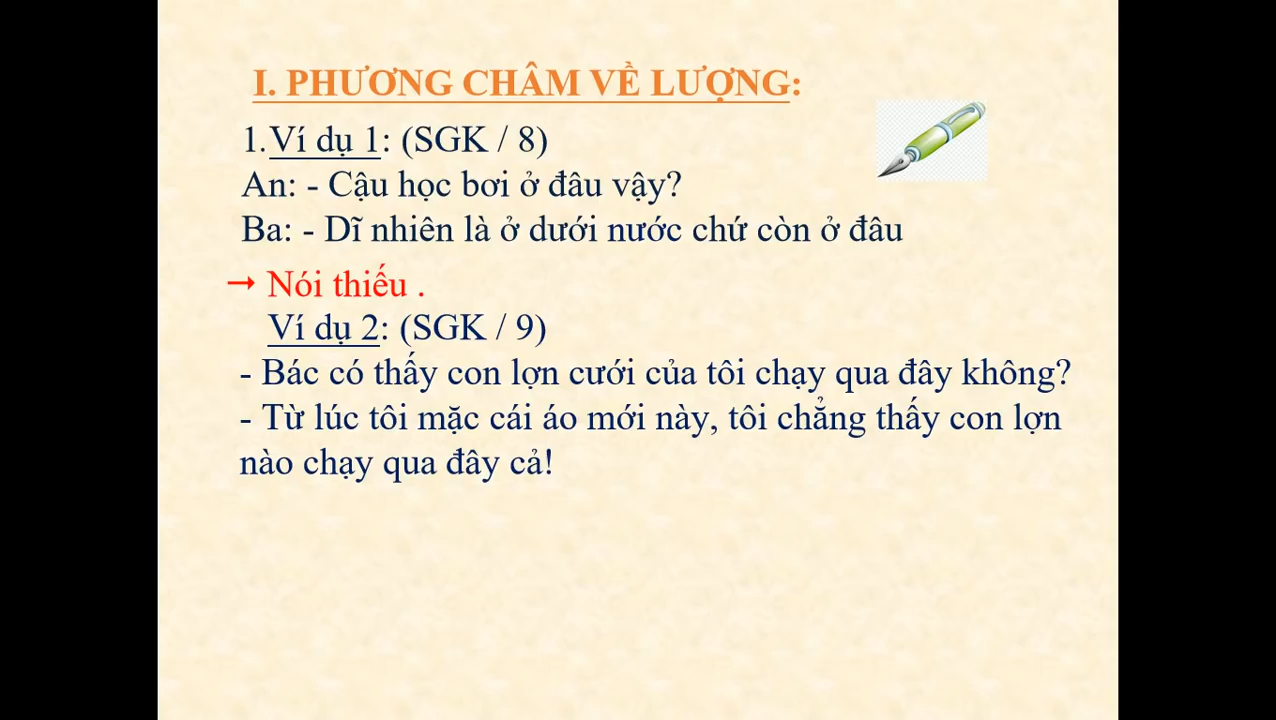 I. PHƯƠNG CHÂM VỀ LƯỢNG:
1.Ví dụ 1: (SGK / 8)
An: - Cậu học bơi ở đâu vậy?
Ba: - Dĩ nhiên là ở dưới nước chứ còn ở đâu
→ Nói thiếu .
Ví dụ 2: (SGK / 9)
- Bác có thấy con lợn cưới của tôi chạy qua đây không?
- Từ lúc tôi mặc cái áo mới này, tôi chẳng thấy con lợn
nào chạy qua đây cả!